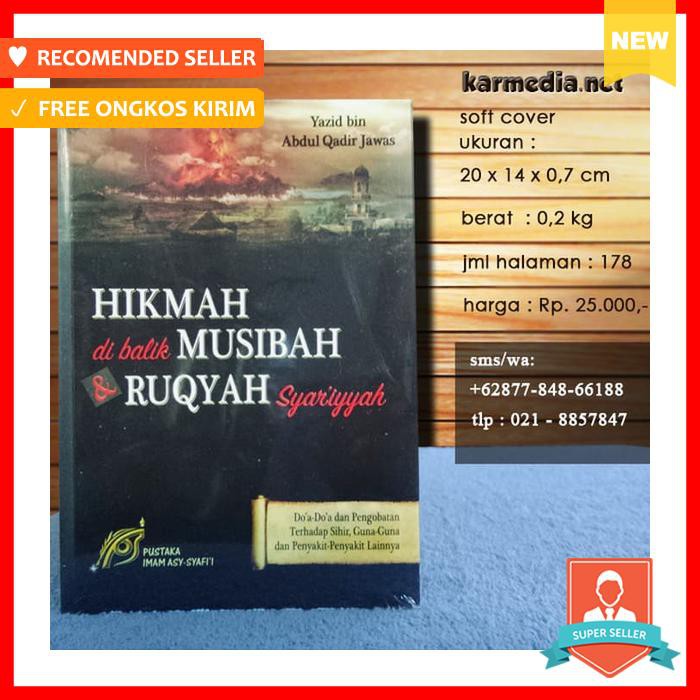 NEW
RECOMENDED SELLER
✓ FREE ONGKOS KIRIM
karmedia.net
soft cover
ukuran :
20 x 14 x 0,7 cm
berat : 0,2 kg
jml halaman : 178
harga : Rp. 25.000,-
sms/wa:
+62877-848-66188
tlp : 021 - 8857847
Yazid bin
Abdul Qadir Jawas
HIKMAH
di balik MUSIBAH
& RUQYAH Syar'iyyah
Do'a-Do'a dan Pengobatan
Terhadap Sihir, Guna-Guna
dan Penyakit-Penyakit Lainnya
PUSTAKA
IMAM ASY-SYAFI'I
SUPER SELLER